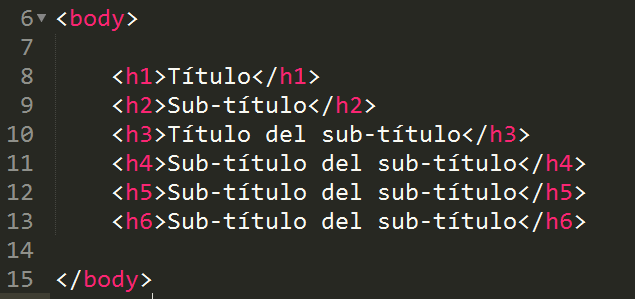 6 <body>
7
8 <h1>Título</h1>
9 <h2>Sub-título</h2>
10 <h3>Título del sub-título</h3>
11 <h4>Sub-título del sub-título</h4>
12 <h5>Sub-título del sub-título</h5>
13 <h6>Sub-título del sub-título</h6>
14
15 </body>